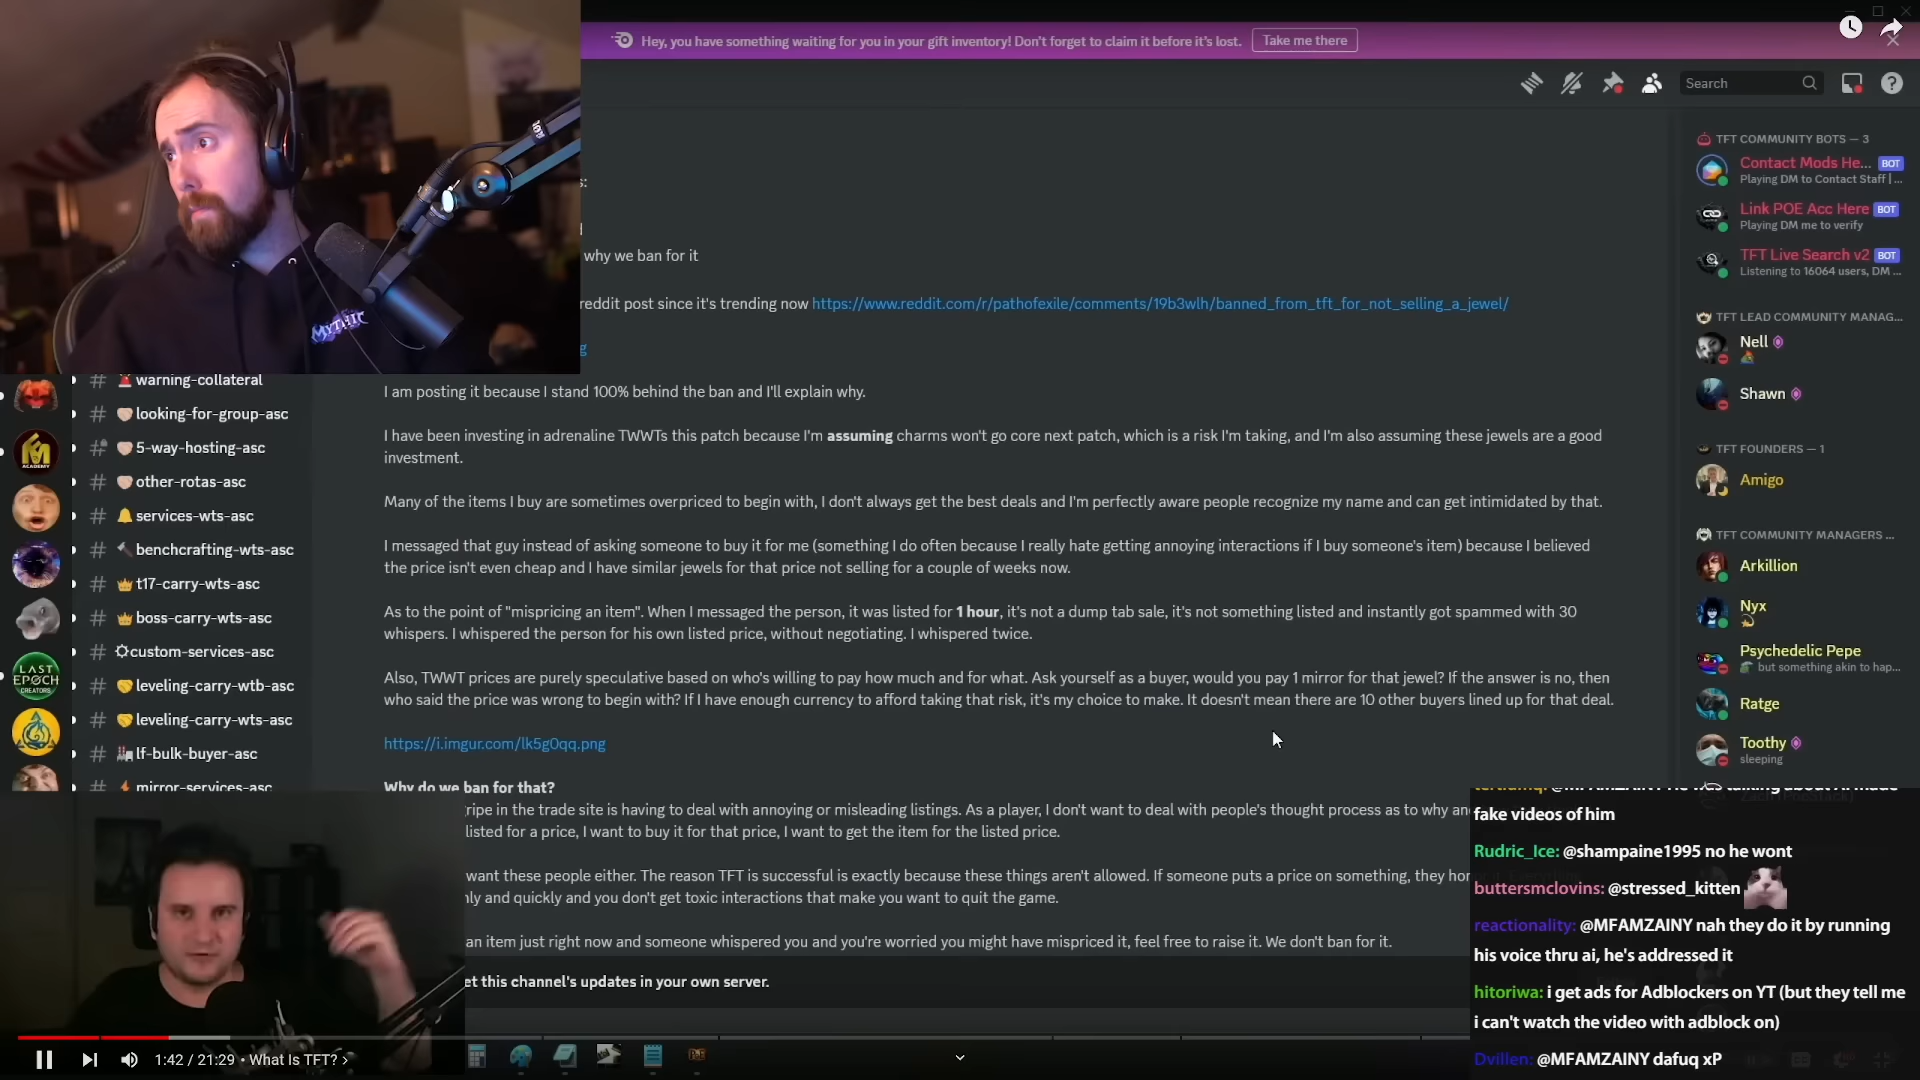 Hey, you have something waiting for you in your gift inventory! Don't forget to claim it before it's lost.
Take me there
Search
s:
why we ban for it
reddit post since it's trending now https://www.reddit.com/r/pathofexile/comments/19b3wlh/banned_from_tft_for_not_selling_a_jewel/
g
I am posting it because I stand 100% behind the ban and I'll explain why.
I have been investing in adrenaline TWWTs this patch because I'm assuming charms won't go core next patch, which is a risk I'm taking, and I'm also assuming these jewels are a good
investment.
Many of the items I buy are sometimes overpriced to begin with, I don't always get the best deals and I'm perfectly aware people recognize my name and can get intimidated by that.
I messaged that guy instead of asking someone to buy it for me (something I do often because I really hate getting annoying interactions if I buy someone's item) because I believed
the price isn't even cheap and I have similar jewels for that price not selling for a couple of weeks now.
As to the point of "mispricing an item". When I messaged the person, it was listed for 1 hour, it's not a dump tab sale, it's not something listed and instantly got spammed with 30
whispers. I whispered the person for his own listed price, without negotiating. I whispered twice.
Also, TWWT prices are purely speculative based on who's willing to pay how much and for what. Ask yourself as a buyer, would you pay 1 mirror for that jewel? If the answer is no, then
who said the price was wrong to begin with? If I have enough currency to afford taking that risk, it's my choice to make. It doesn't mean there are 10 other buyers lined up for that deal.
https://i.imgur.com/lk5g0qq.png
Why do we ban for that?
ripe in the trade site is having to deal with annoying or misleading listings. As a player, I don't want to deal with people's thought process as to why and
listed for a price, I want to buy it for that price, I want to get the item for the listed price.
want these people either. The reason TFT is successful is exactly because these things aren't allowed. If someone puts a price on something, they hon
nly and quickly and you don't get toxic interactions that make you want to quit the game.
an item just right now and someone whispered you and you're worried you might have mispriced it, feel free to raise it. We don't ban for it.
et this channel's updates in your own server.
warning-collateral
looking-for-group-asc
5-way-hosting-asc
other-rotas-asc
services-wts-asc
benchcrafting-wts-asc
t17-carry-wts-asc
boss-carry-wts-asc
custom-services-asc
leveling-carry-wtb-asc
leveling-carry-wts-asc
lf-bulk-buyer-asc
mirror-services-asc
ACADEMY
LAST
EPOCH
CREATORS
MYTHIC
TFT COMMUNITY BOTS — 3
Contact Mods He... BOT
Playing DM to Contact Staff | ...
Link POE Acc Here BOT
Playing DM me to verify
TFT Live Search v2 BOT
Listening to 16064 users, DM ...
TFT LEAD COMMUNITY MANAG...
Nell
Shawn
TFT FOUNDERS — 1
Amigo
TFT COMMUNITY MANAGERS ...
Arkillion
Nyx
Psychedelic Pepe
but something akin to hap...
Ratge
Toothy
sleeping
fake videos of him
Rudric_Ice: @shampaine1995 no he wont
buttersmclovins: @stressed_kitten
reactionality: @MFAMZAINY nah they do it by running
his voice thru ai, he's addressed it
hitoriwa: i get ads for Adblockers on YT (but they tell me
i can't watch the video with adblock on)
Dvillen: @MFAMZAINY dafuq xP
1:42 / 21:29 • What Is TFT? >